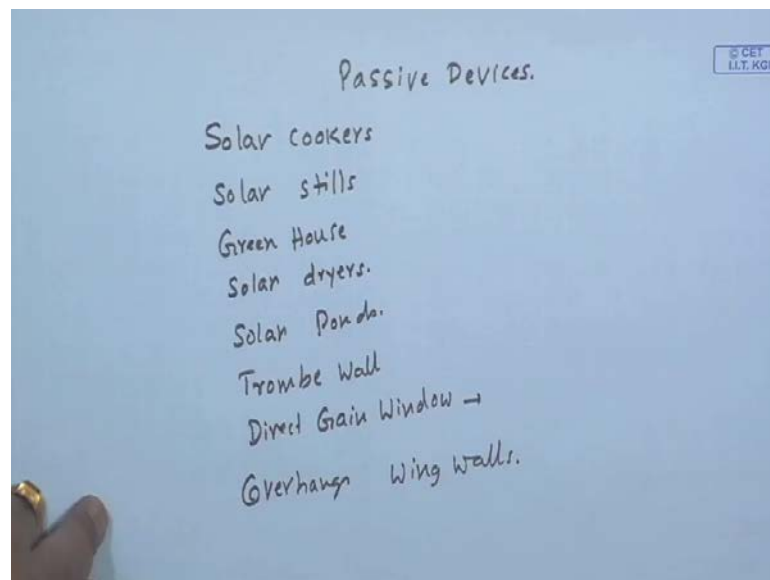 Passive Devices.
© CET
I.I.T. KGP
Solar cookers
Solar stills
Green House
Solar dryers.
Solar Ponds.
Trombe Wall
Direct Gain Window →
Overhangs Wing Walls.